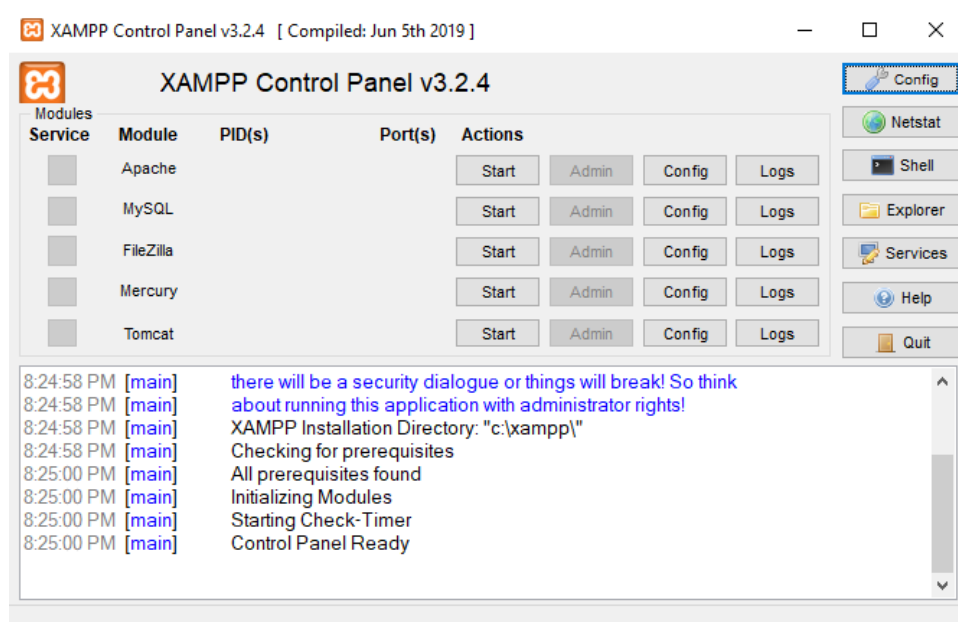 XAMPP Control Panel v3.2.4 [ Compiled: Jun 5th 2019 ]
XAMPP Control Panel v3.2.4
Config
Modules
Netstat
Service Module PID(s) Port(s) Actions
Apache Start Admin Config Logs
Shell
MySQL Start Admin Config Logs
Explorer
FileZilla Start Admin Config Logs
Services
Mercury Start Admin Config Logs
Help
Tomcat Start Admin Config Logs
Quit
8:24:58 PM [main] there will be a security dialogue or things will break! So think
8:24:58 PM [main] about running this application with administrator rights!
8:24:58 PM [main] XAMPP Installation Directory: "c:\xampp\"
8:24:58 PM [main] Checking for prerequisites
8:25:00 PM [main] All prerequisites found
8:25:00 PM [main] Initializing Modules
8:25:00 PM [main] Starting Check-Timer
8:25:00 PM [main] Control Panel Ready